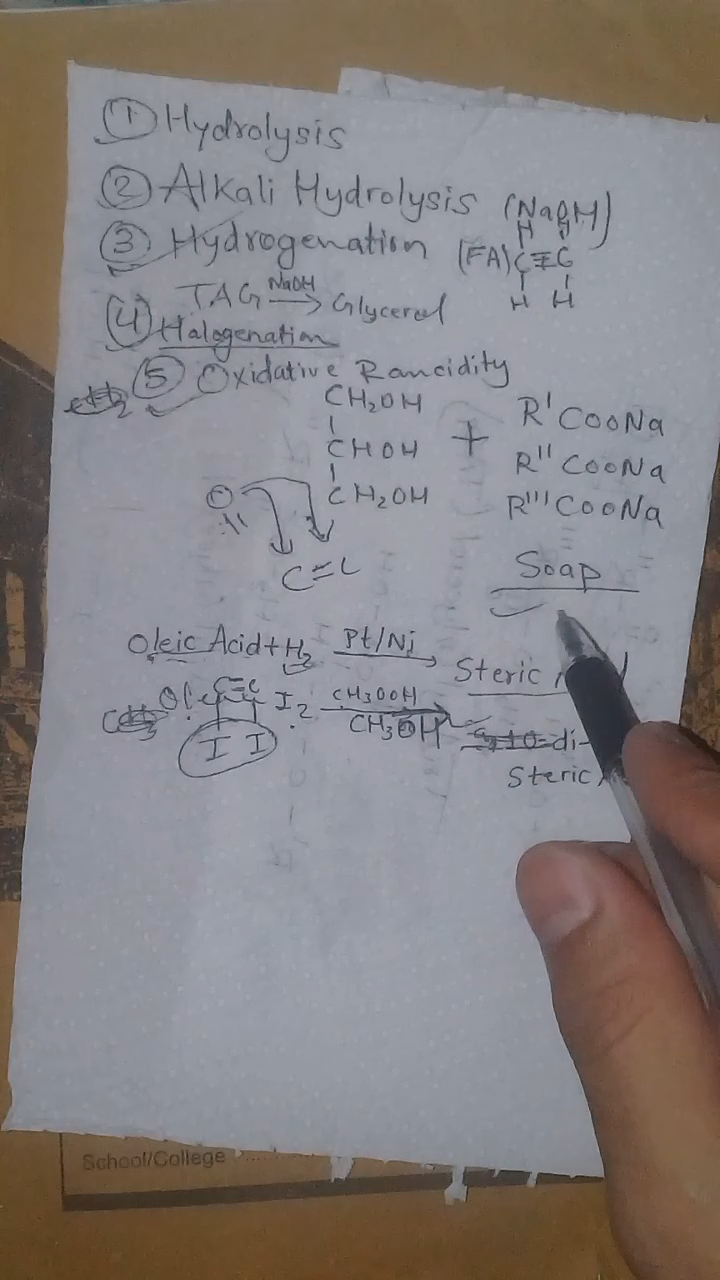 ① Hydrolysis
② Alkali Hydrolysis (NaOH)
③ Hydrogenation (FA)
H H
C=C
H H
④ TAG NaOH → Glycerol
Halogenation
⑤ Oxidative Rancidity
CH₂OH
CHOH
CH₂OH
+
R' COONa
R'' COONa
R''' COONa
O
C=C
Soap
Oleic Acid + H₂ Pt/Ni → Steric
C=C
I₂ CH3OOH
CH3OH
I I
di-
Steric
School/College